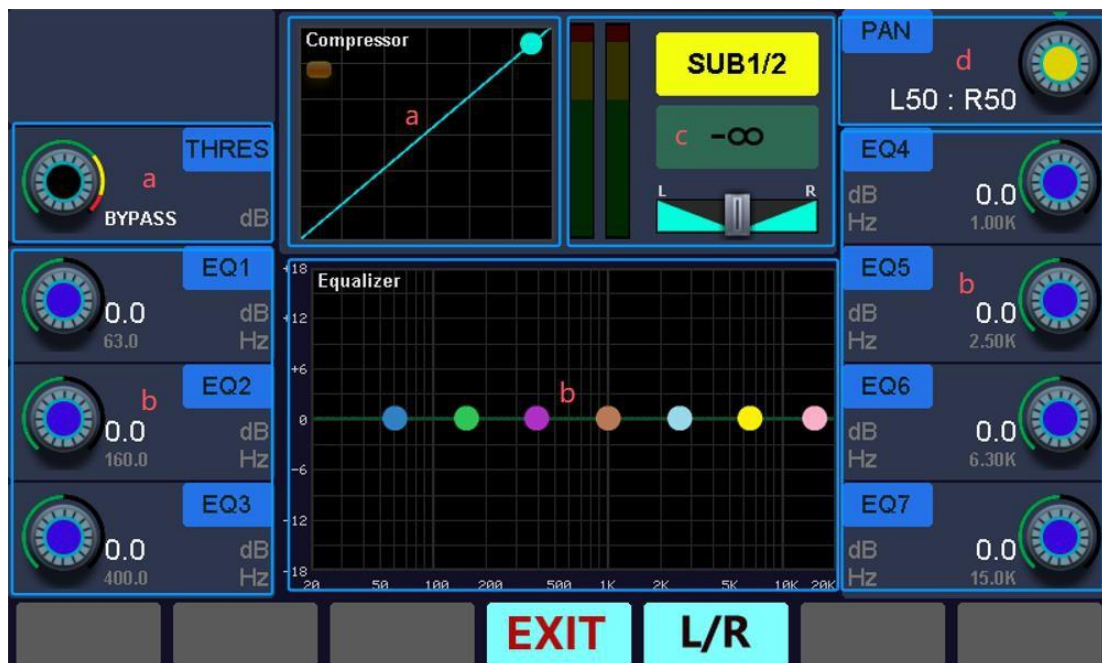 Compressor
a
SUB1/2
c -∞
L R
PAN
d
L50 : R50
THRES
a
BYPASS dB
EQ1
0.0 dB
63.0 Hz
EQ2
b
0.0 dB
160.0 Hz
EQ3
0.0 dB
400.0 Hz
Equalizer
+18
+12
+6
0
-6
-12
-18
b
20 50 100 200 500 1K 2K 5K 10K 20K
EQ4
dB 0.0
Hz 1.00K
EQ5
b
dB 0.0
Hz 2.50K
EQ6
dB 0.0
Hz 6.30K
EQ7
dB 0.0
Hz 15.0K
EXIT
L/R